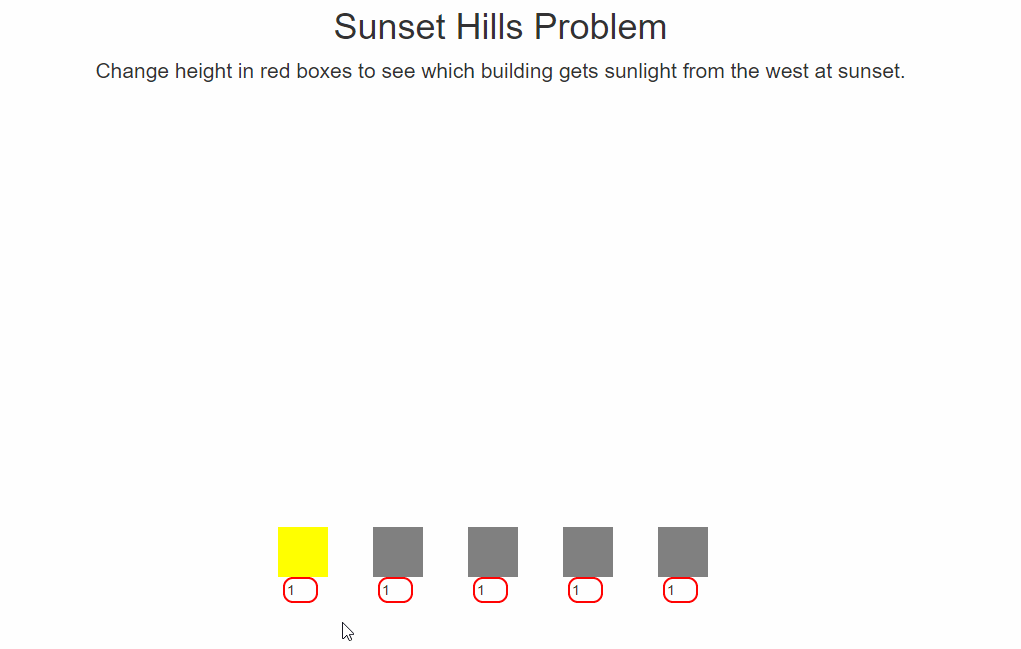 Sunset Hills Problem
Change height in red boxes to see which building gets sunlight from the west at sunset.
1 1 1 1 1